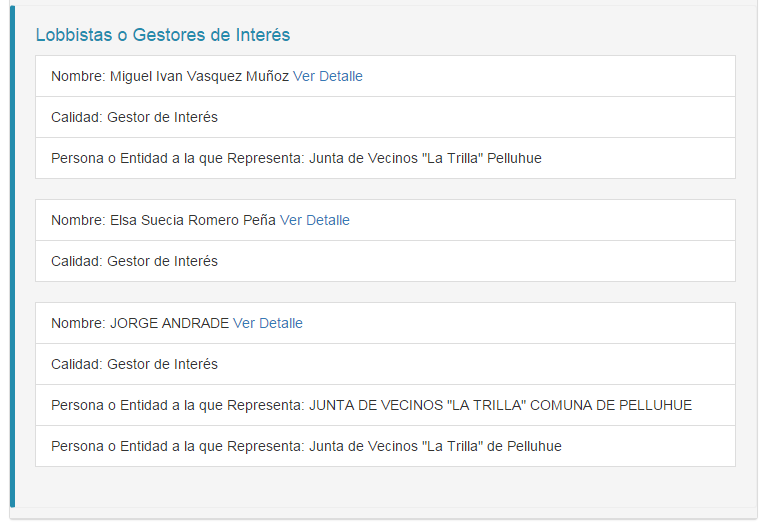 Lobbistas o Gestores de Interés
Nombre: Miguel Ivan Vasquez Muñoz Ver Detalle
Calidad: Gestor de Interés
Persona o Entidad a la que Representa: Junta de Vecinos "La Trilla" Pelluhue
Nombre: Elsa Suecia Romero Peña Ver Detalle
Calidad: Gestor de Interés
Nombre: JORGE ANDRADE Ver Detalle
Calidad: Gestor de Interés
Persona o Entidad a la que Representa: JUNTA DE VECINOS "LA TRILLA" COMUNA DE PELLUHUE
Persona o Entidad a la que Representa: Junta de Vecinos "La Trilla" de Pelluhue